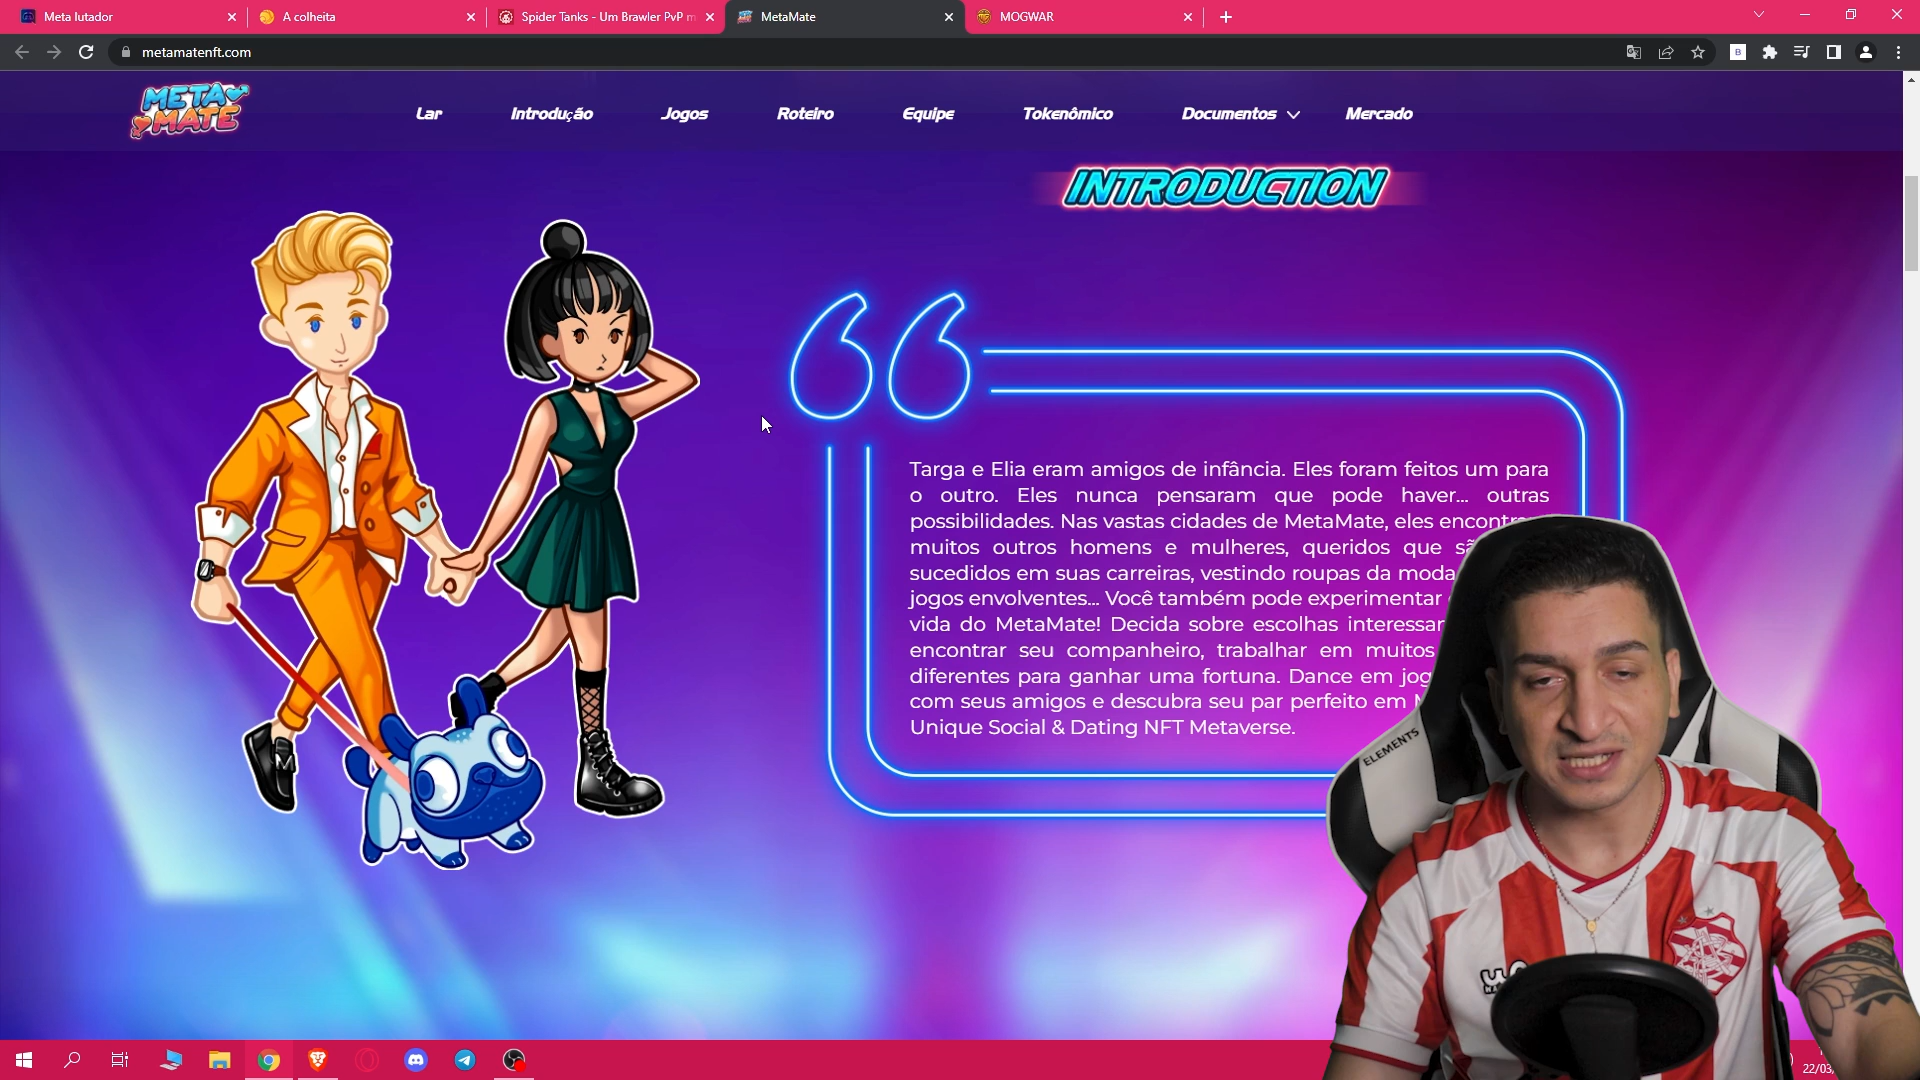 Meta lutador
A colheita
Spider Tanks - Um Brawler PvP m
MetaMate
MOGWAR
metamatenft.com
META MATE
Lar
Introdução
Jogos
Roteiro
Equipe
Tokenômico
Documentos
Mercado
INTRODUCTION
Targa e Elia eram amigos de infância. Eles foram feitos um para
o outro. Eles nunca pensaram que pode haver... outras
possibilidades. Nas vastas cidades de MetaMate, eles
muitos outros homens e mulheres, queridos que
sucedidos em suas carreiras, vestindo roupas da moda
jogos envolventes... Você também pode experimentar
vida do MetaMate! Decida sobre escolhas
encontrar seu companheiro, trabalhar em muitos
diferentes para ganhar uma fortuna. Dance em
com seus amigos e descubra seu par perfeito em
Unique Social & Dating NFT Metaverse.
ELEMENTS
22/03/